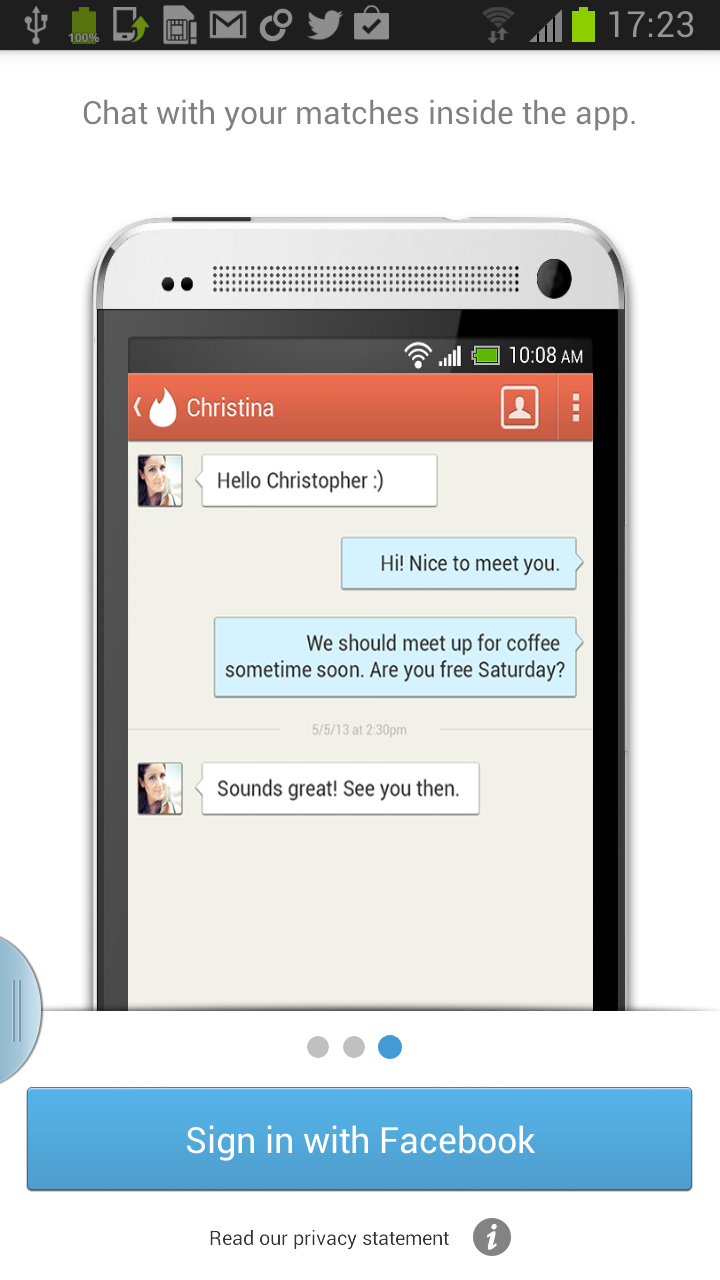 100%
17:23
Chat with your matches inside the app.
10:08 AM
Christina
Hello Christopher :)
Hi! Nice to meet you.
We should meet up for coffee
sometime soon. Are you free Saturday?
5/5/13 at 2:30pm
Sounds great! See you then.
Sign in with Facebook
Read our privacy statement